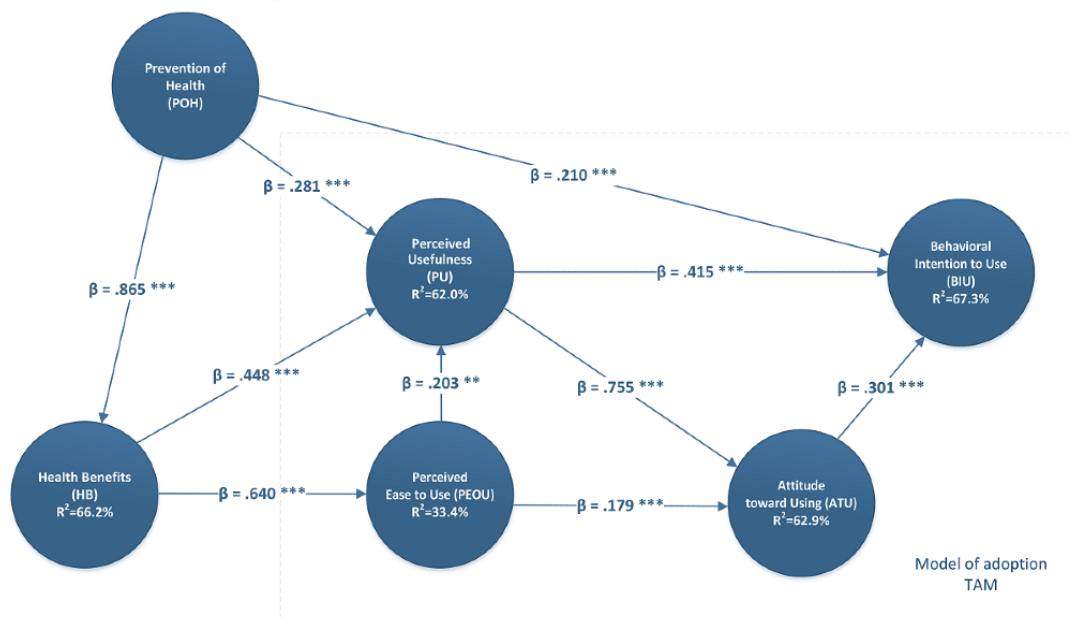 Prevention of
Health
(POH)
β = .281 ***
β = .210 ***
Perceived
Usefulness
(PU)
R²=62.0%
Behavioral
Intention to Use
(BIU)
R²=67.3%
β = .415 ***
β = .865 ***
β = .448 ***
β = .203 **
β = .755 ***
β = .301 ***
Health Benefits
(HB)
R²=66.2%
β = .640 ***
Perceived
Ease to Use (PEOU)
R²=33.4%
β = .179 ***
Attitude
toward Using (ATU)
R²=62.9%
Model of adoption
TAM